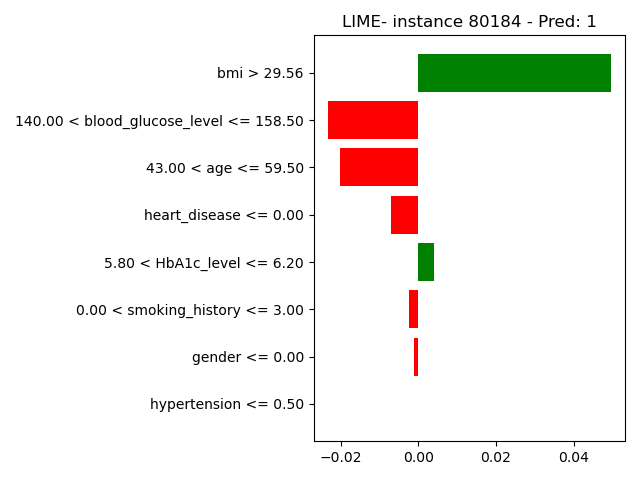 LIME- instance 80184 - Pred: 1
bmi > 29.56
140.00 < blood_glucose_level <= 158.50
43.00 < age <= 59.50
heart_disease <= 0.00
5.80 < HbA1c_level <= 6.20
0.00 < smoking_history <= 3.00
gender <= 0.00
hypertension <= 0.50
−0.02 0.00 0.02 0.04